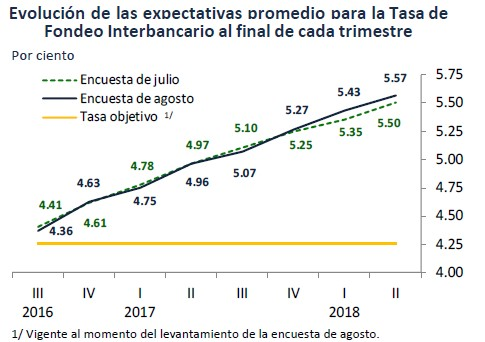 Evolución de las expectativas promedio para la Tasa de
Fondeo Interbancario al final de cada trimestre
Por ciento
Encuesta de julio
Encuesta de agosto
Tasa objetivo 1/
5.75
5.50
5.25
5.00
4.75
4.50
4.25
4.00
4.41
4.63
4.78
4.97
5.10
5.27
5.43
5.57
4.36
4.61
4.75
4.96
5.07
5.25
5.35
5.50
III IV I II III IV I II
2016 2017 2018
1/ Vigente al momento del levantamiento de la encuesta de agosto.